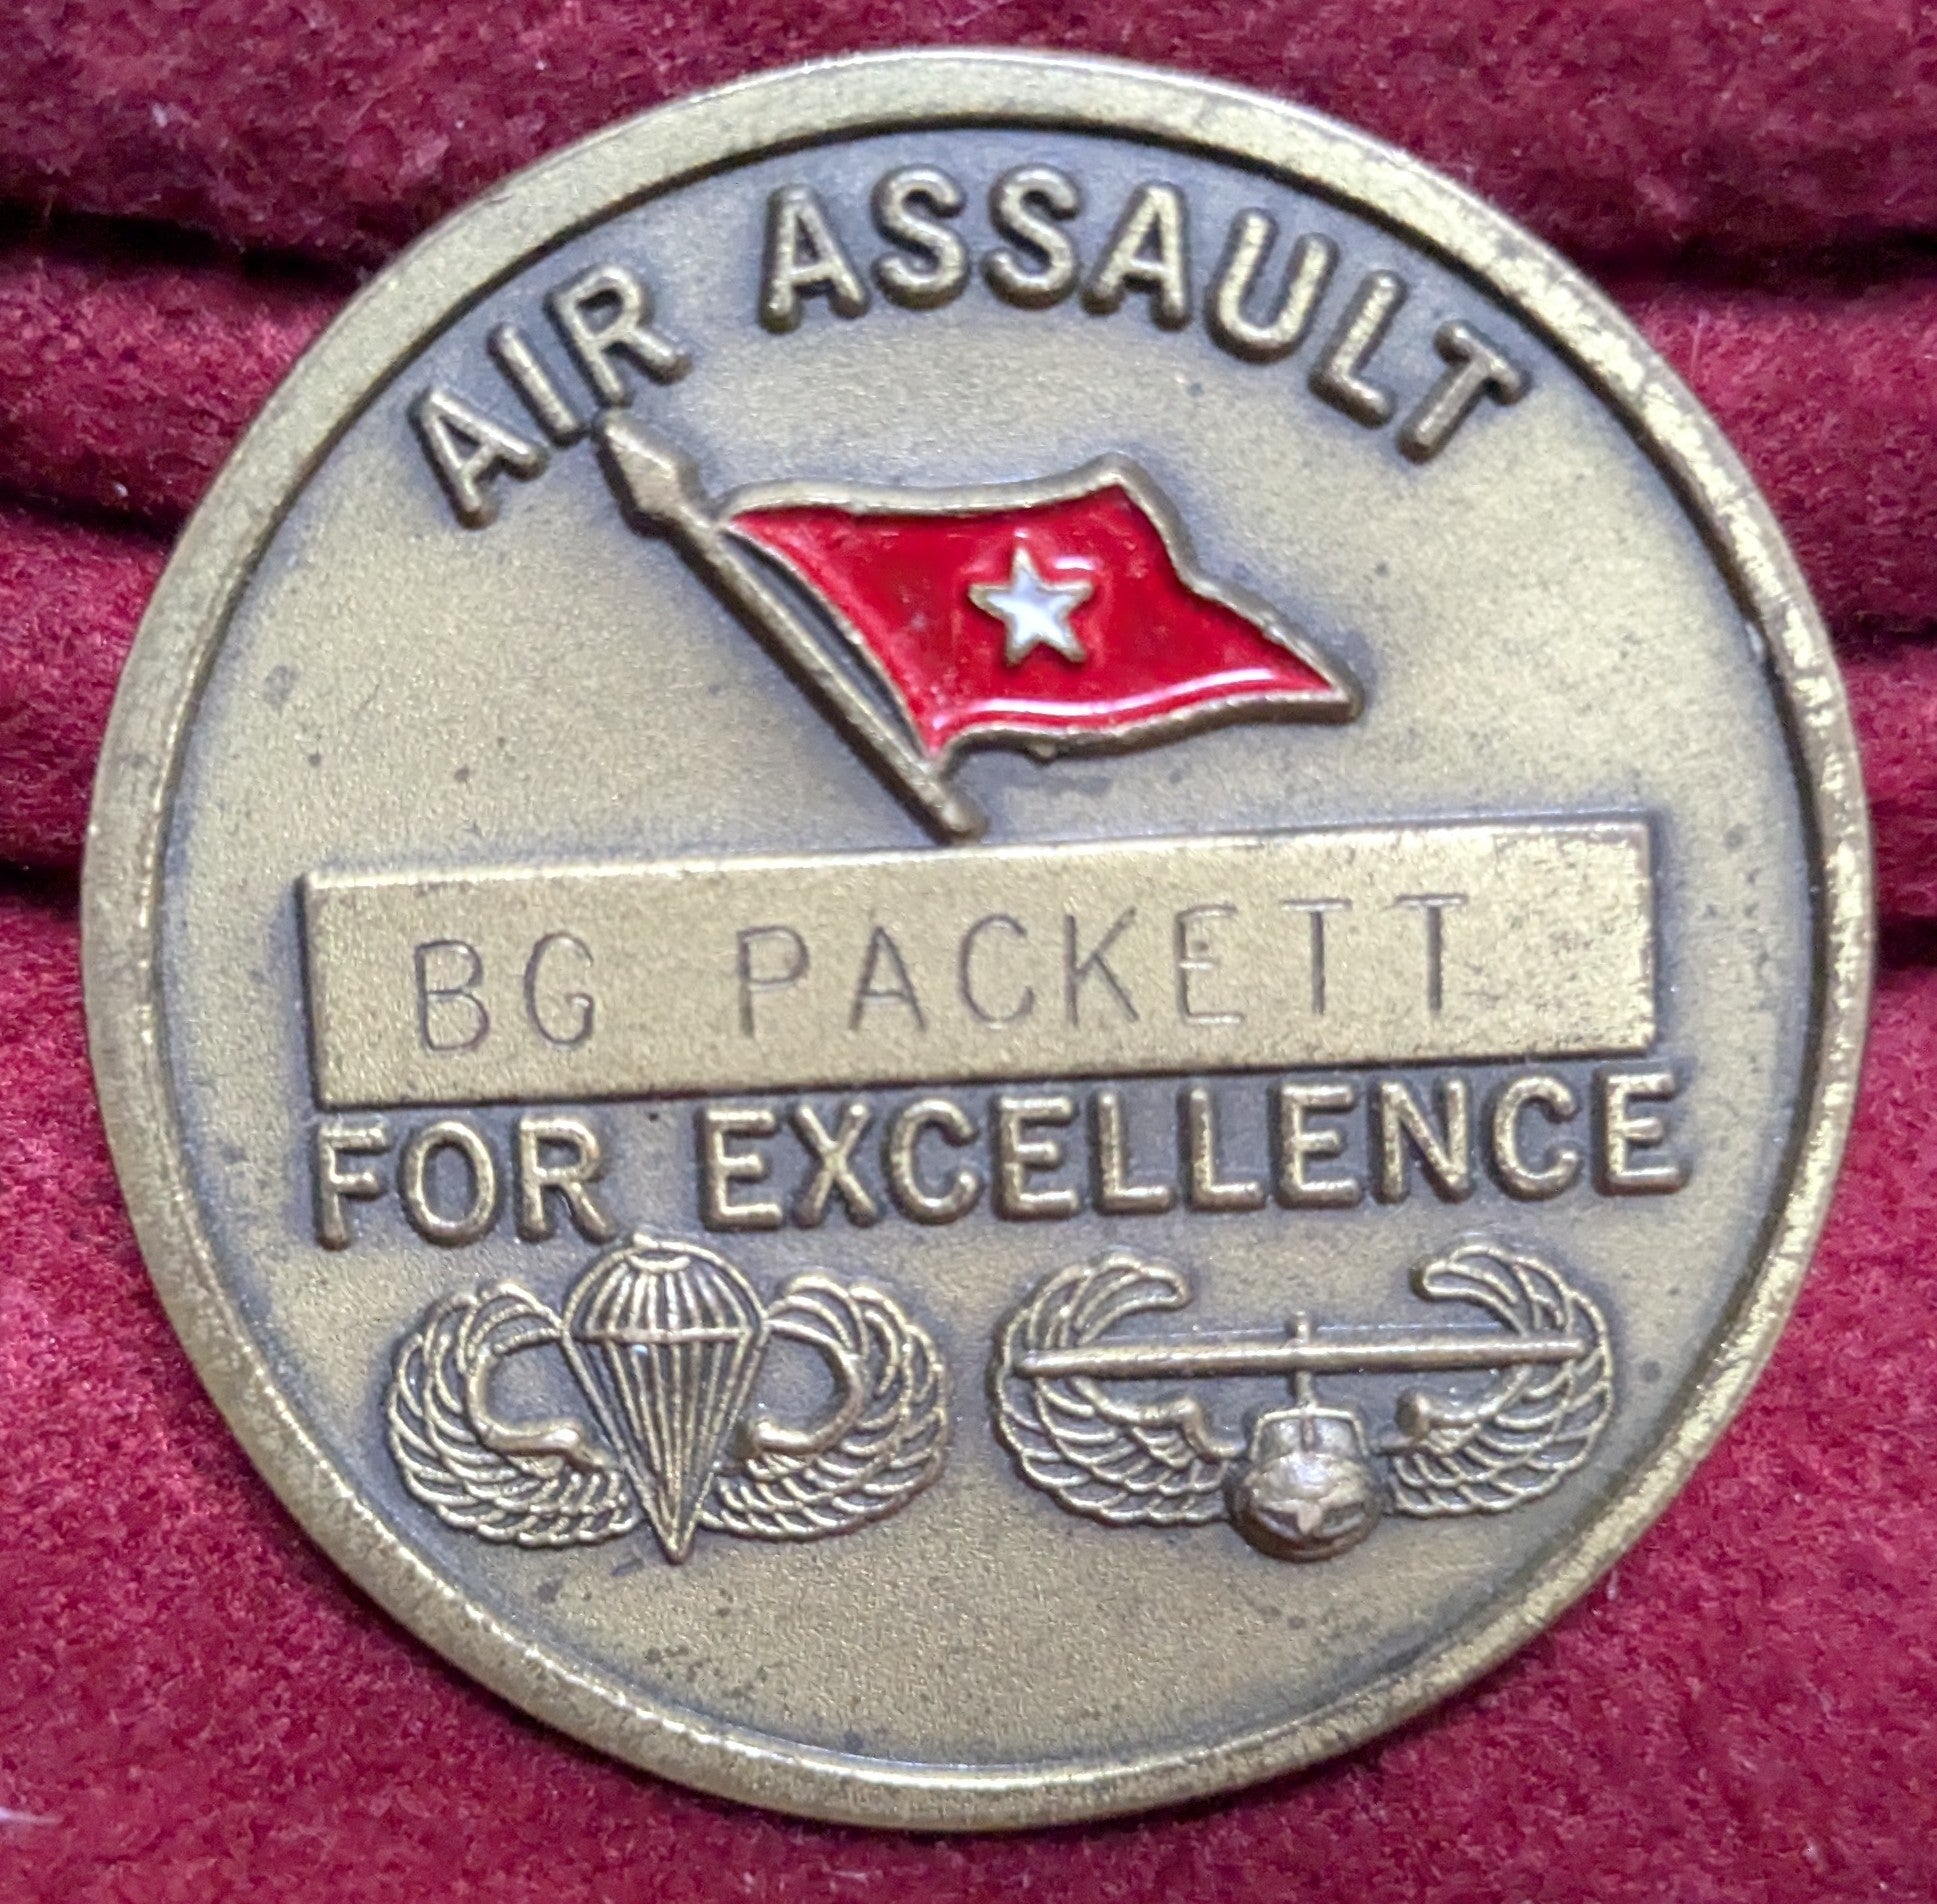 AIR ASSAULT
BG PACKETT
FOR EXCELLENCE